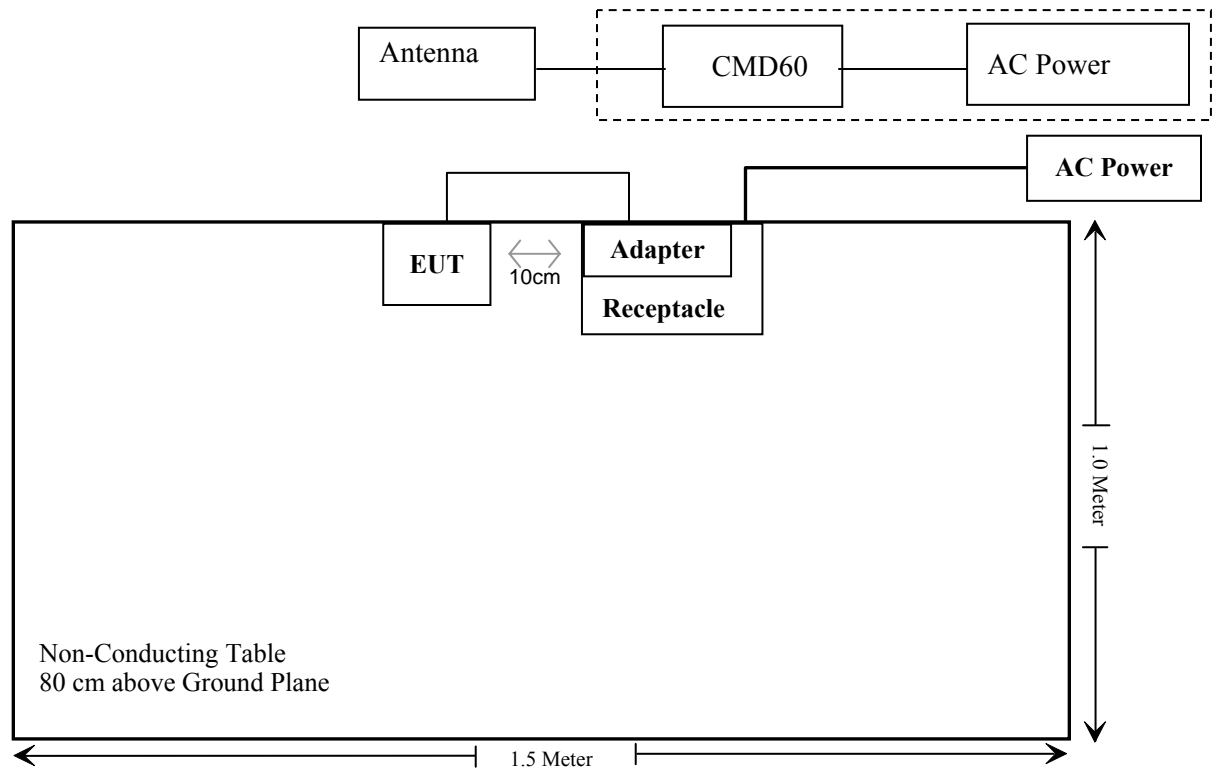 Antenna
CMD60
AC Power
AC Power
EUT
10cm
Adapter
Receptacle
1.0 Meter
Non-Conducting Table
80 cm above Ground Plane
1.5 Meter